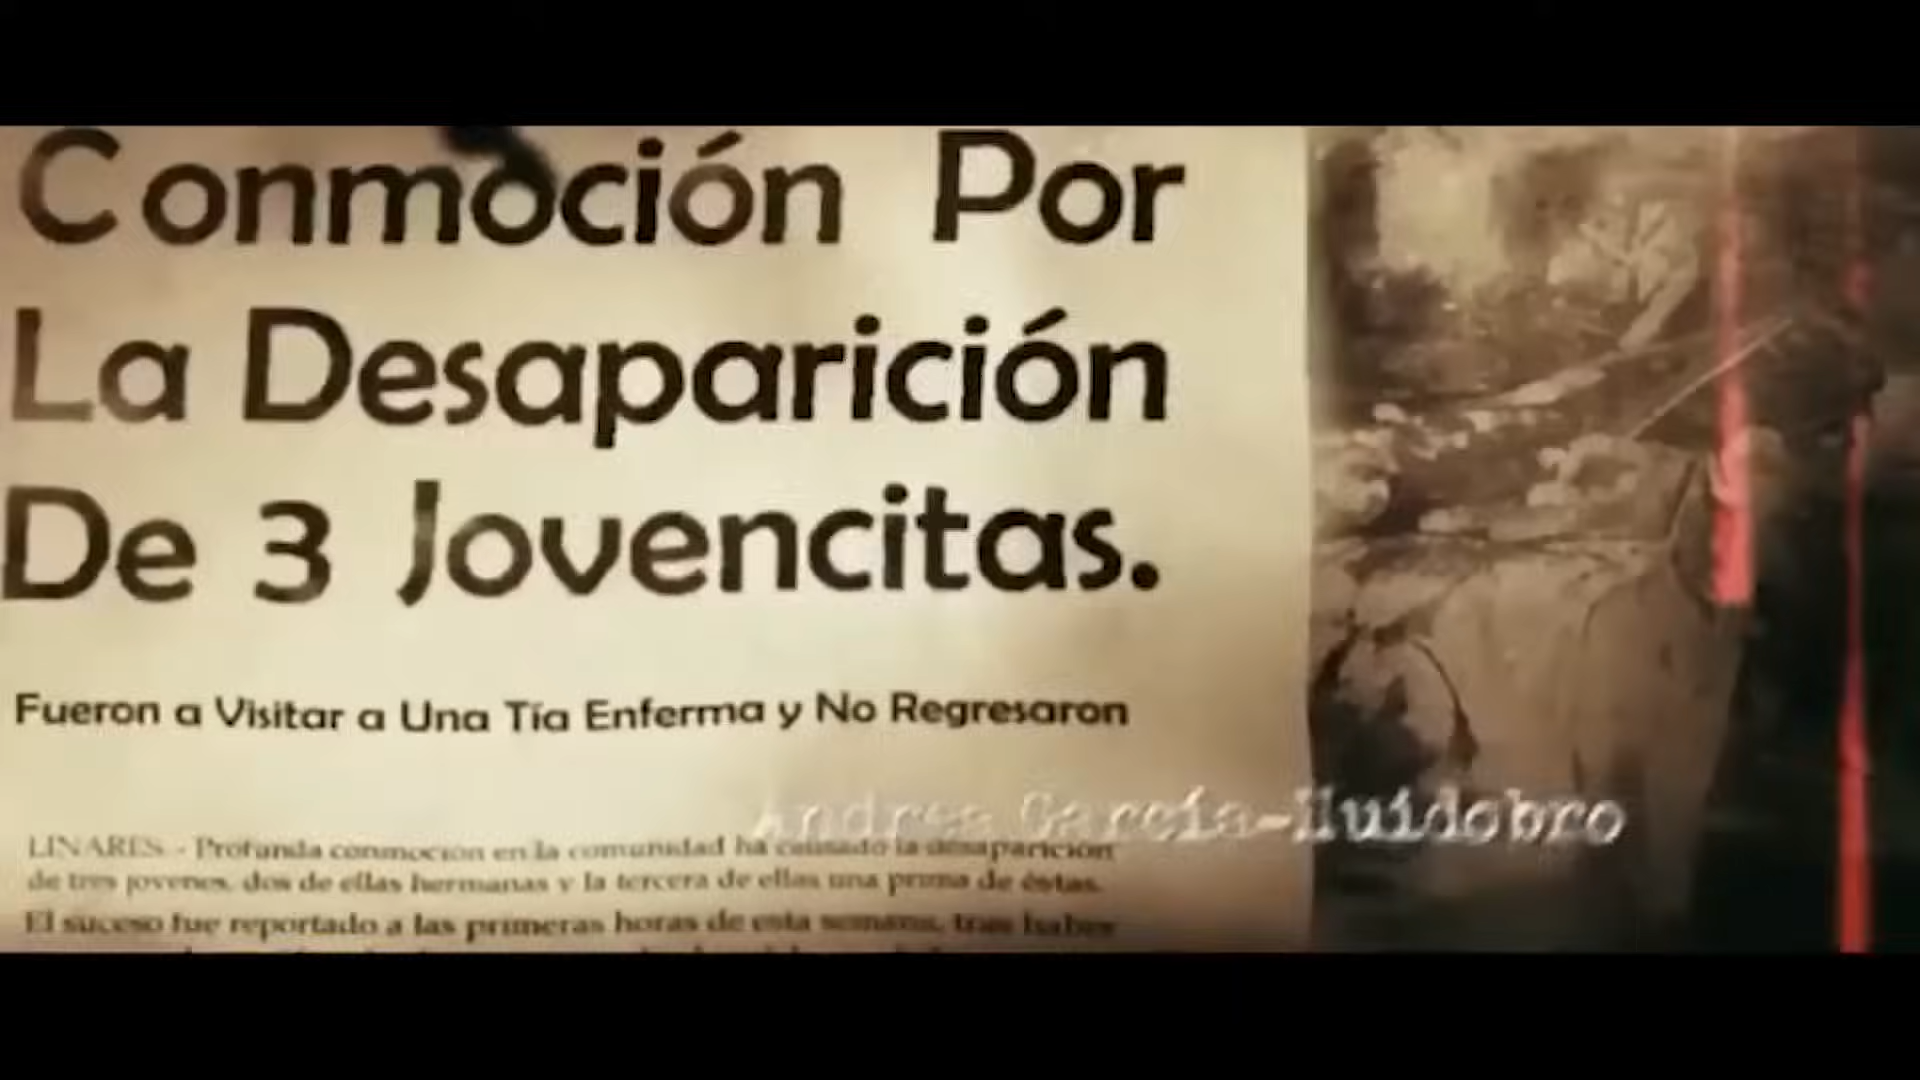 Conmoción Por
La Desaparición
De 3 Jovencitas.
Fueron a Visitar a Una Tía Enferma y No Regresaron
Andrea García-Huidobro
LINARES - Profunda conmocion en la comunidad ha causado la desaparicion
de tres jovenes, dos de ellas hermanas y la tercera de ellas una prima de éstas.
El suceso fue reportado a las primeras horas de esta semana, tras haber